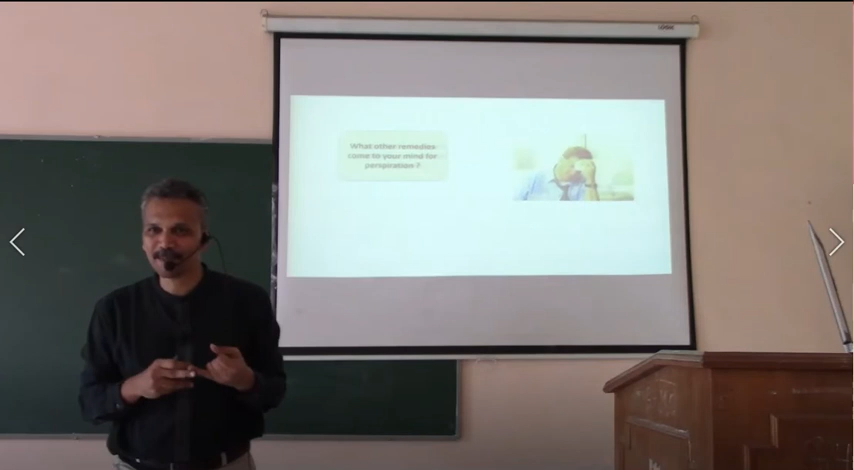 What other remedies
come to your mind for
perspiration ?